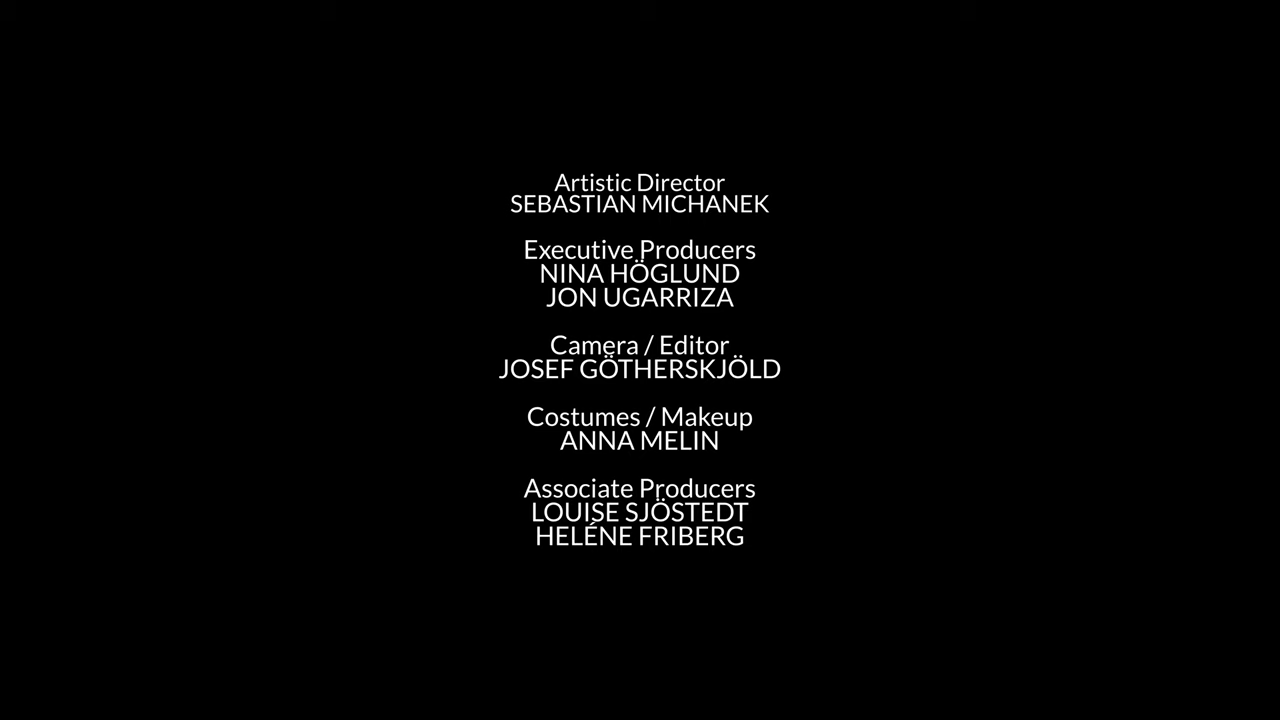 Artistic Director
SEBASTIAN MICHANEK
Executive Producers
NINA HÖGLUND
JON UGARRIZA
Camera / Editor
JOSEF GÖTHERSKJÖLD
Costumes / Makeup
ANNA MELIN
Associate Producers
LOUISE SJÖSTEDT
HELÉNE FRIBERG